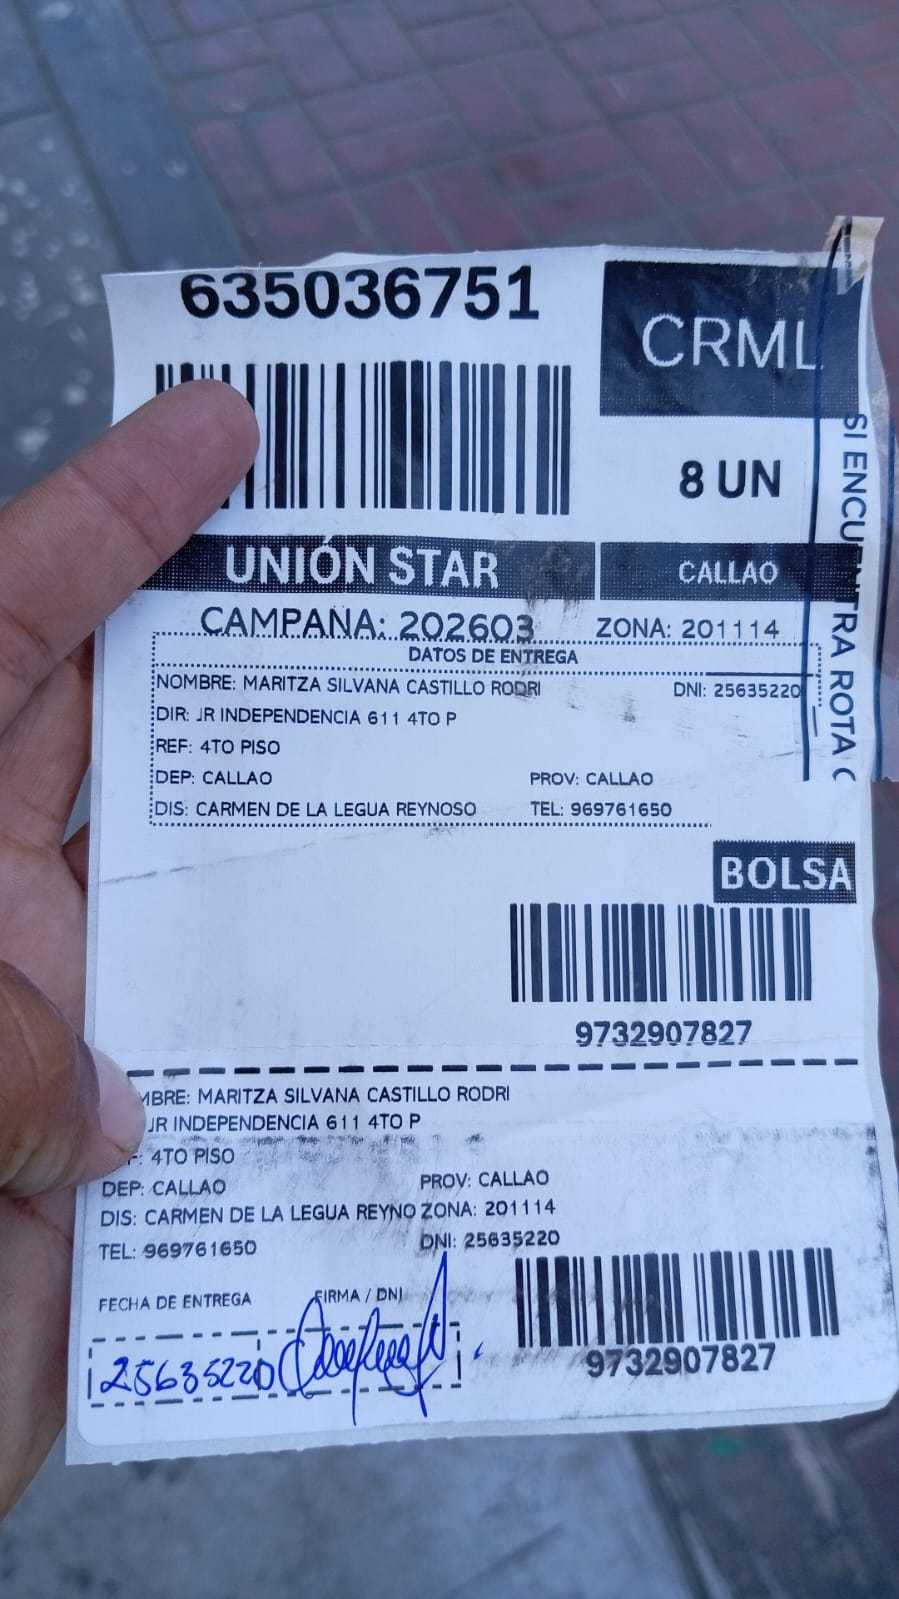 635036751
CRML
8 UN
UNIÓN STAR
CALLAO
CAMPAÑA: 202603
ZONA: 201114
DATOS DE ENTREGA
NOMBRE: MARITZA SILVANA CASTILLO RODRI DNI: 25635220
DIR: JR INDEPENDENCIA 611 4TO P
REF: 4TO PISO
DEP: CALLAO PROV: CALLAO
DIS: CARMEN DE LA LEGUA REYNOSO TEL: 969761650
SI ENCUENTRA ROTA
BOLSA
9732907827
MBRE: MARITZA SILVANA CASTILLO RODRI
JR INDEPENDENCIA 611 4TO P
4TO PISO
DEP: CALLAO PROV: CALLAO
DIS: CARMEN DE LA LEGUA REYNO ZONA: 201114
TEL: 969761650 DNI: 25635220
FECHA DE ENTREGA FIRMA / DNI
25635220
9732907827